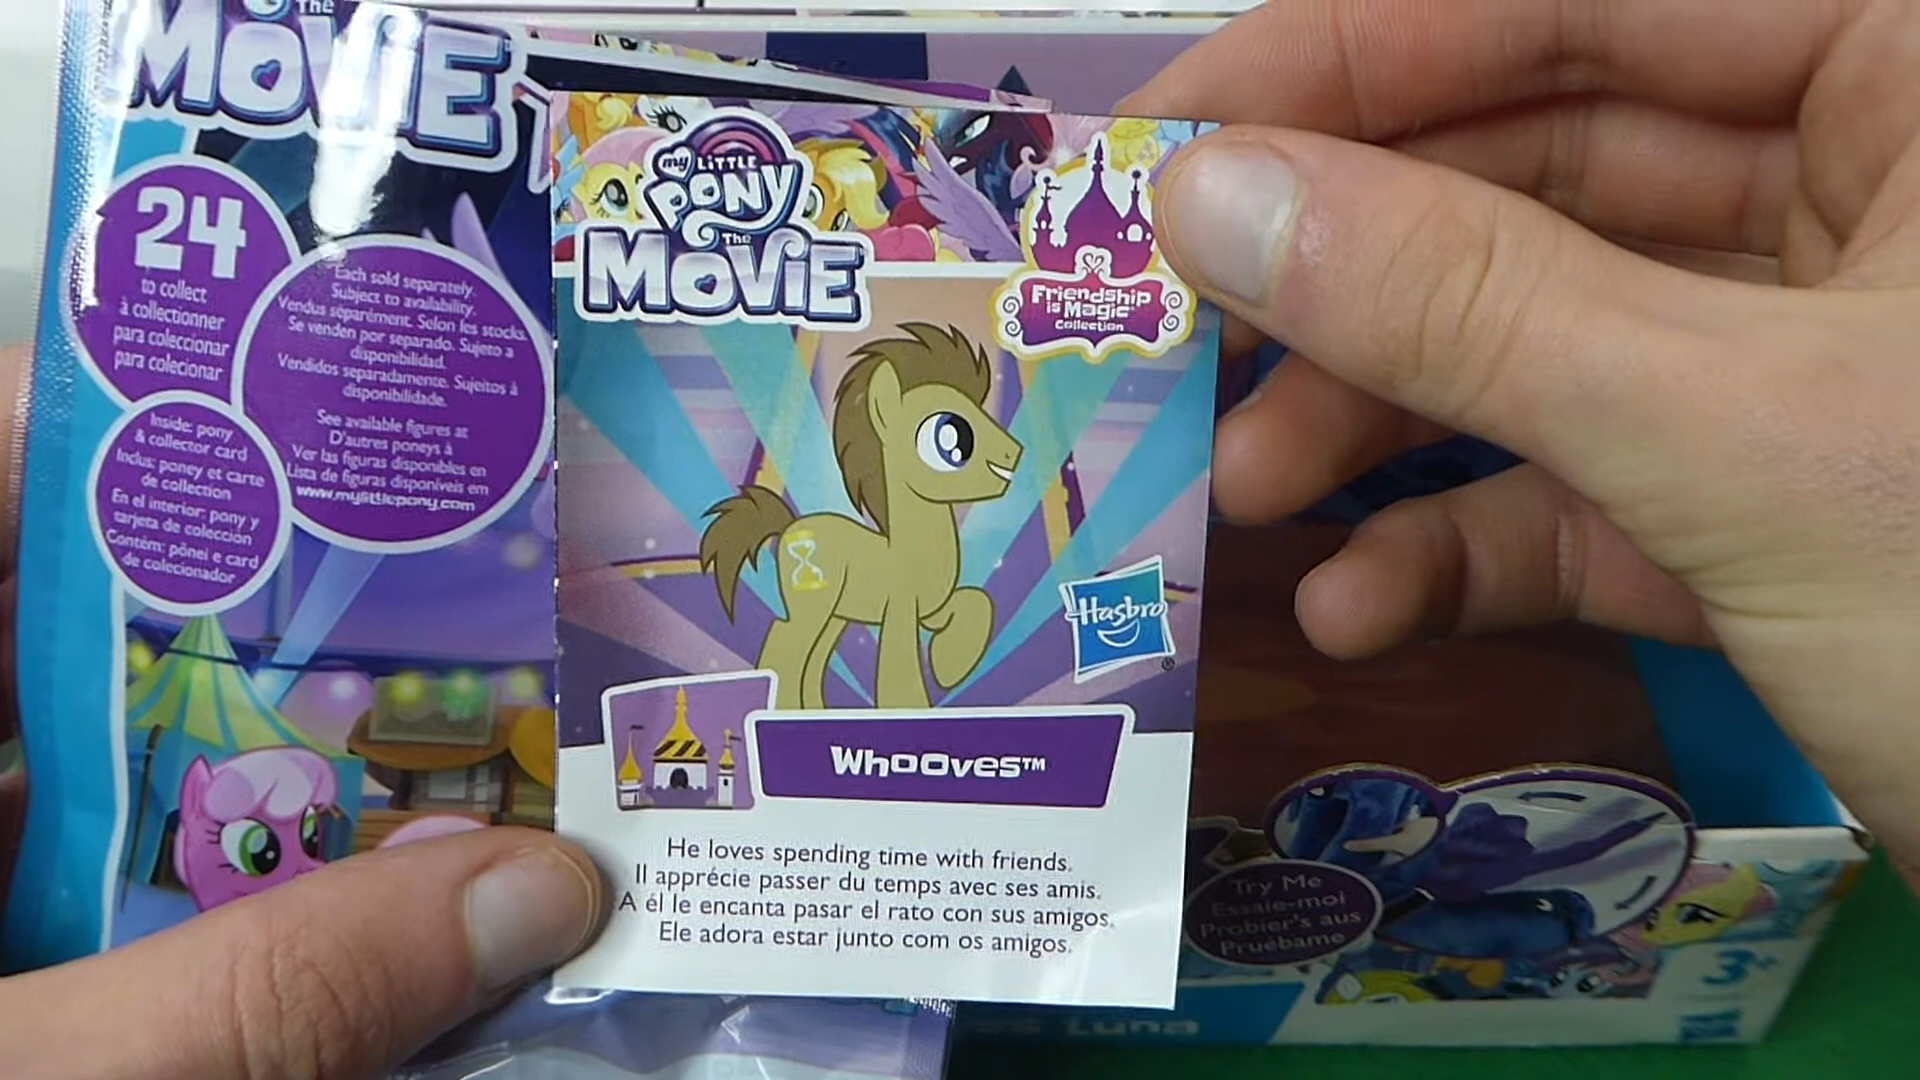 The
MOVIE
24
to collect
à collectionner
para coleccionar
para colecionar
Each sold separately.
Subject to availability.
Vendus séparément. Selon les stocks.
Se venden por separado. Sujeto a
disponibilidad.
Vendidos separadamente. Sujeitos à
disponibilidade.
See available figures at
D'autres poneys à
Ver las figuras disponibles en
Lista de figuras disponíveis em
www.mylittlepony.com
Inside: pony
& collector card
Inclus: poney et carte
de collection
En el interior: pony y
tarjeta de colección
Contém: pônei e card
de colecionador
my LITTLE
PONY
The
MOVIE
Friendship
is Magic
Collection
Hasbro
®
Whooves™
He loves spending time with friends.
Il apprécie passer du temps avec ses amis.
A él le encanta pasar el rato con sus amigos.
Ele adora estar junto com os amigos.
Try Me
Essaie-moi
Probier's aus
Pruébame
3+
Luna